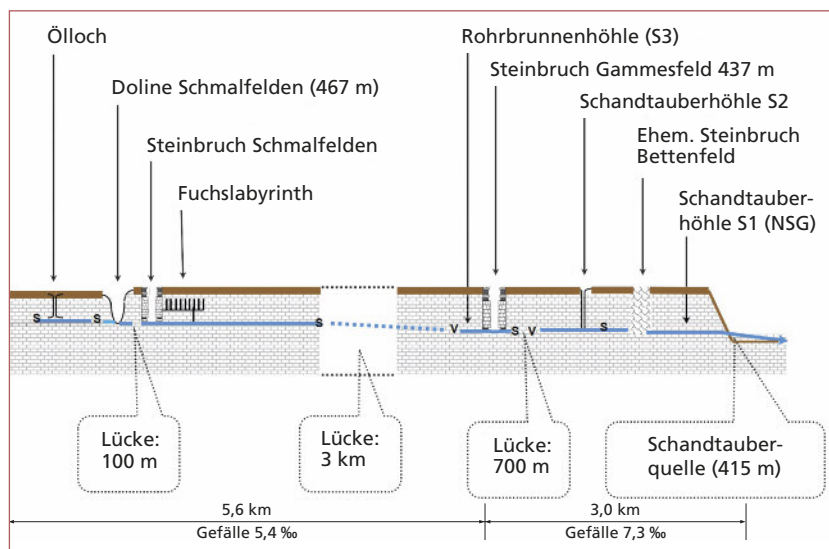 Ölloch
Doline Schmalfelden (467 m)
Steinbruch Schmalfelden
Fuchslabyrinth
Rohrbrunnenhöhle (S3)
Steinbruch Gammesfeld 437 m
Schandtauberhöhle S2
Ehem. Steinbruch
Bettenfeld
Schandtauber-
höhle S1 (NSG)
S
S
S
V
S
V
S
Lücke:
100 m
Lücke:
3 km
Lücke:
700 m
Schandtauber-
quelle (415 m)
5,6 km
Gefälle 5,4 ‰
3,0 km
Gefälle 7,3 ‰